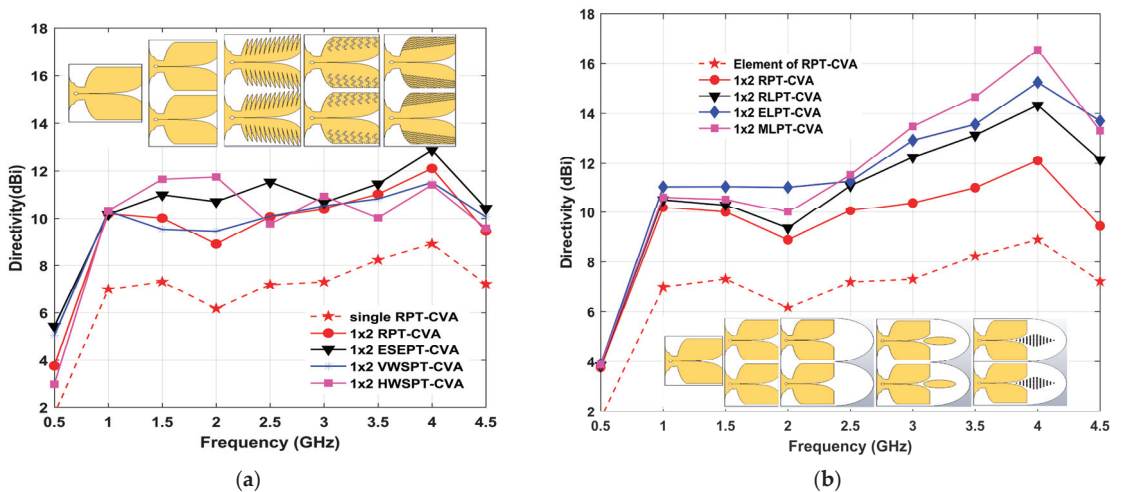 18
16
14
12
10
8
6
4
2
Directivity(dBi)
single RPT-CVA
1x2 RPT-CVA
1x2 ESEPT-CVA
1x2 VWSPT-CVA
1x2 HWSPT-CVA
0.5 1 1.5 2 2.5 3 3.5 4 4.5
Frequency (GHz)
(a)
18
16
14
12
10
8
6
4
2
Directivity (dBi)
Element of RPT-CVA
1x2 RPT-CVA
1x2 RLPT-CVA
1x2 ELPT-CVA
1x2 MLPT-CVA
0.5 1 1.5 2 2.5 3 3.5 4 4.5
Frequency (GHz)
(b)